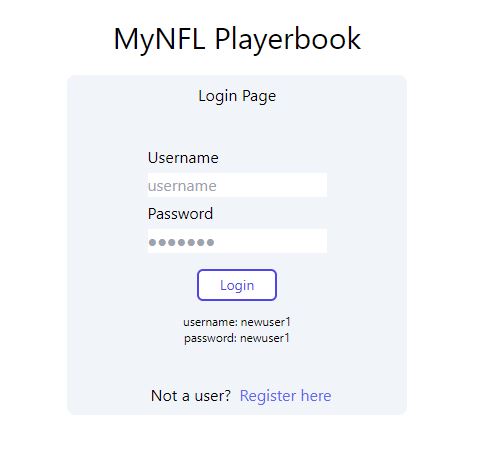 MyNFL Playerbook
Login Page
Username
username
Password
●●●●●●●
Login
username: newuser1
password: newuser1
Not a user? Register here